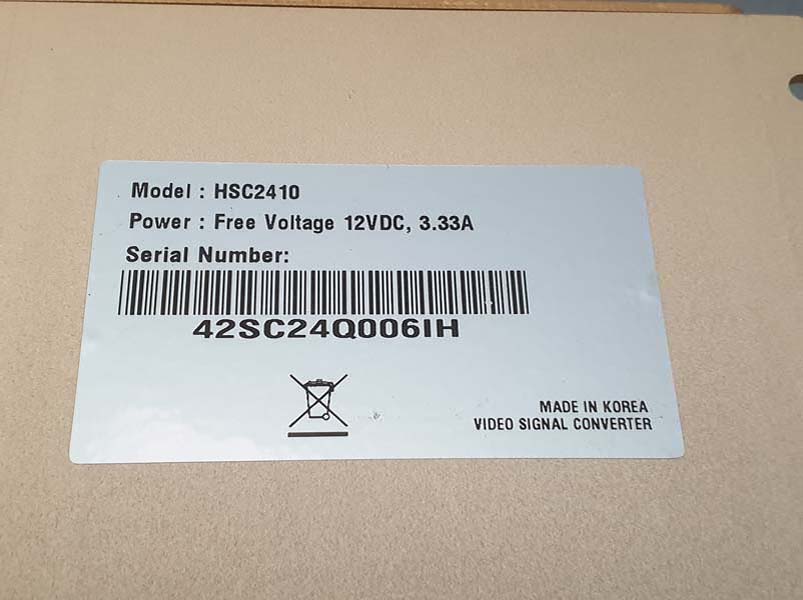 Model : HSC2410
Power : Free Voltage 12VDC, 3.33A
Serial Number:
42SC24Q006IH
MADE IN KOREA
VIDEO SIGNAL CONVERTER